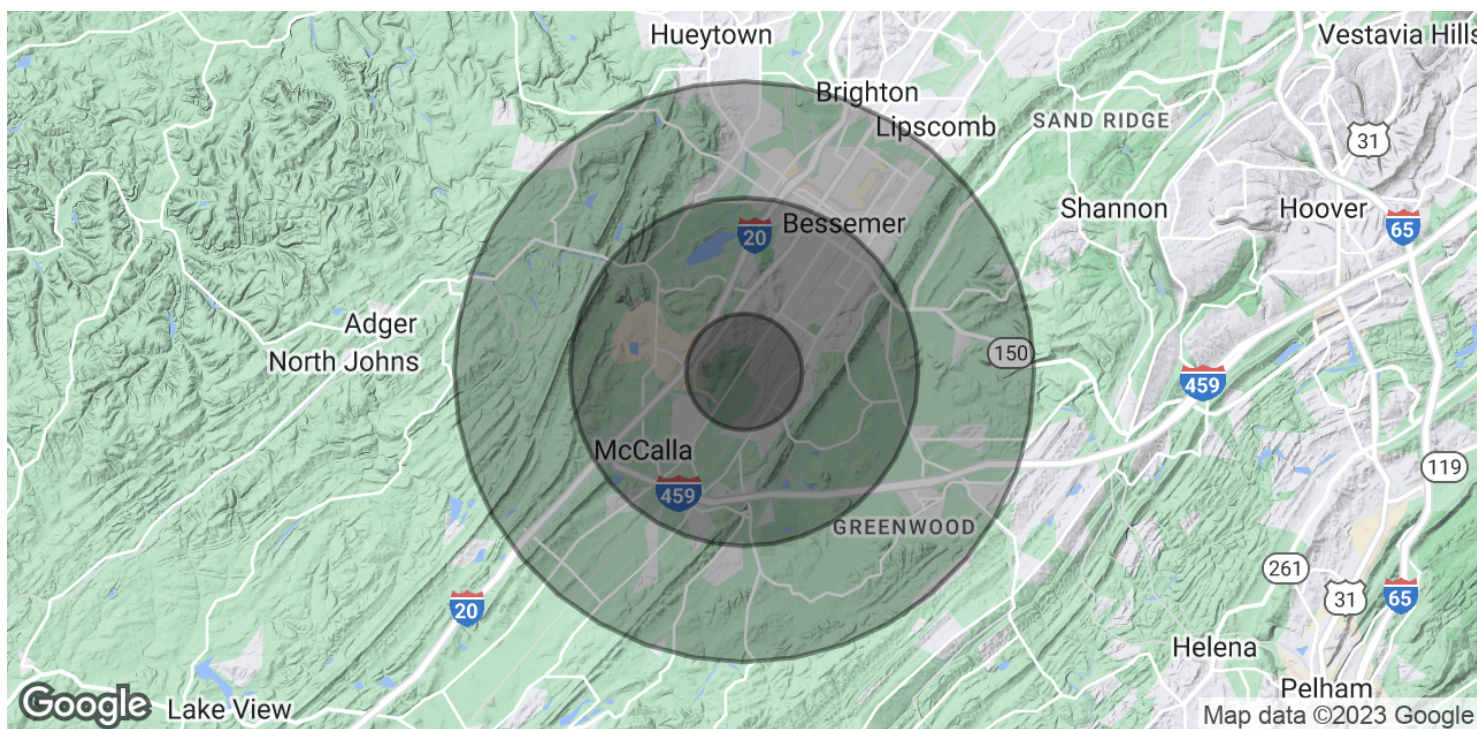 Hueytown
Vestavia Hills
Brighton
Lipscomb
SAND RIDGE
31
Shannon
Hoover
Bessemer
20
65
Adger
150
North Johns
459
McCalla
119
459
GREENWOOD
261
20
31
65
Helena
Pelham
Google
Lake View
Map data ©2023 Google